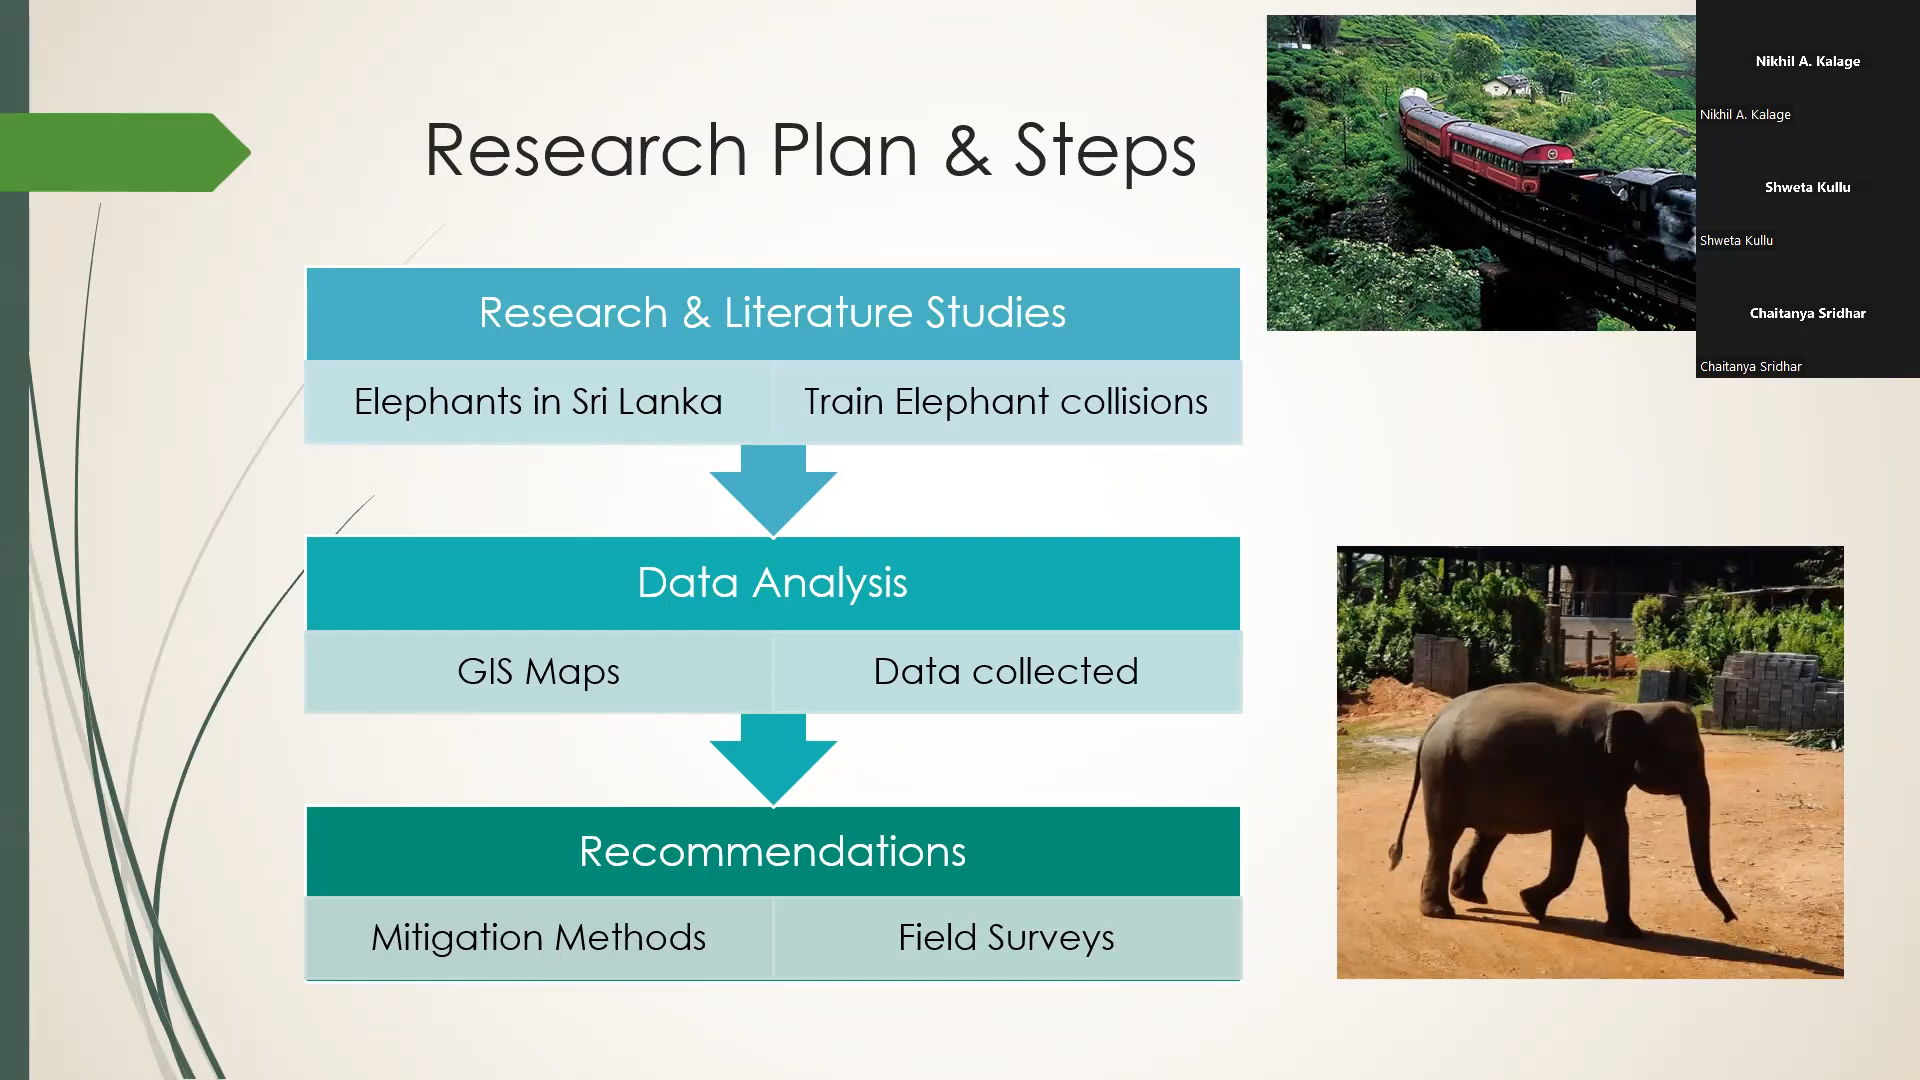 Research Plan & Steps
Research & Literature Studies
Elephants in Sri Lanka
Train Elephant collisions
Data Analysis
GIS Maps
Data collected
Recommendations
Mitigation Methods
Field Surveys
Nikhil A. Kalage
Nikhil A. Kalage
Shweta Kullu
Shweta Kullu
Chaitanya Sridhar
Chaitanya Sridhar